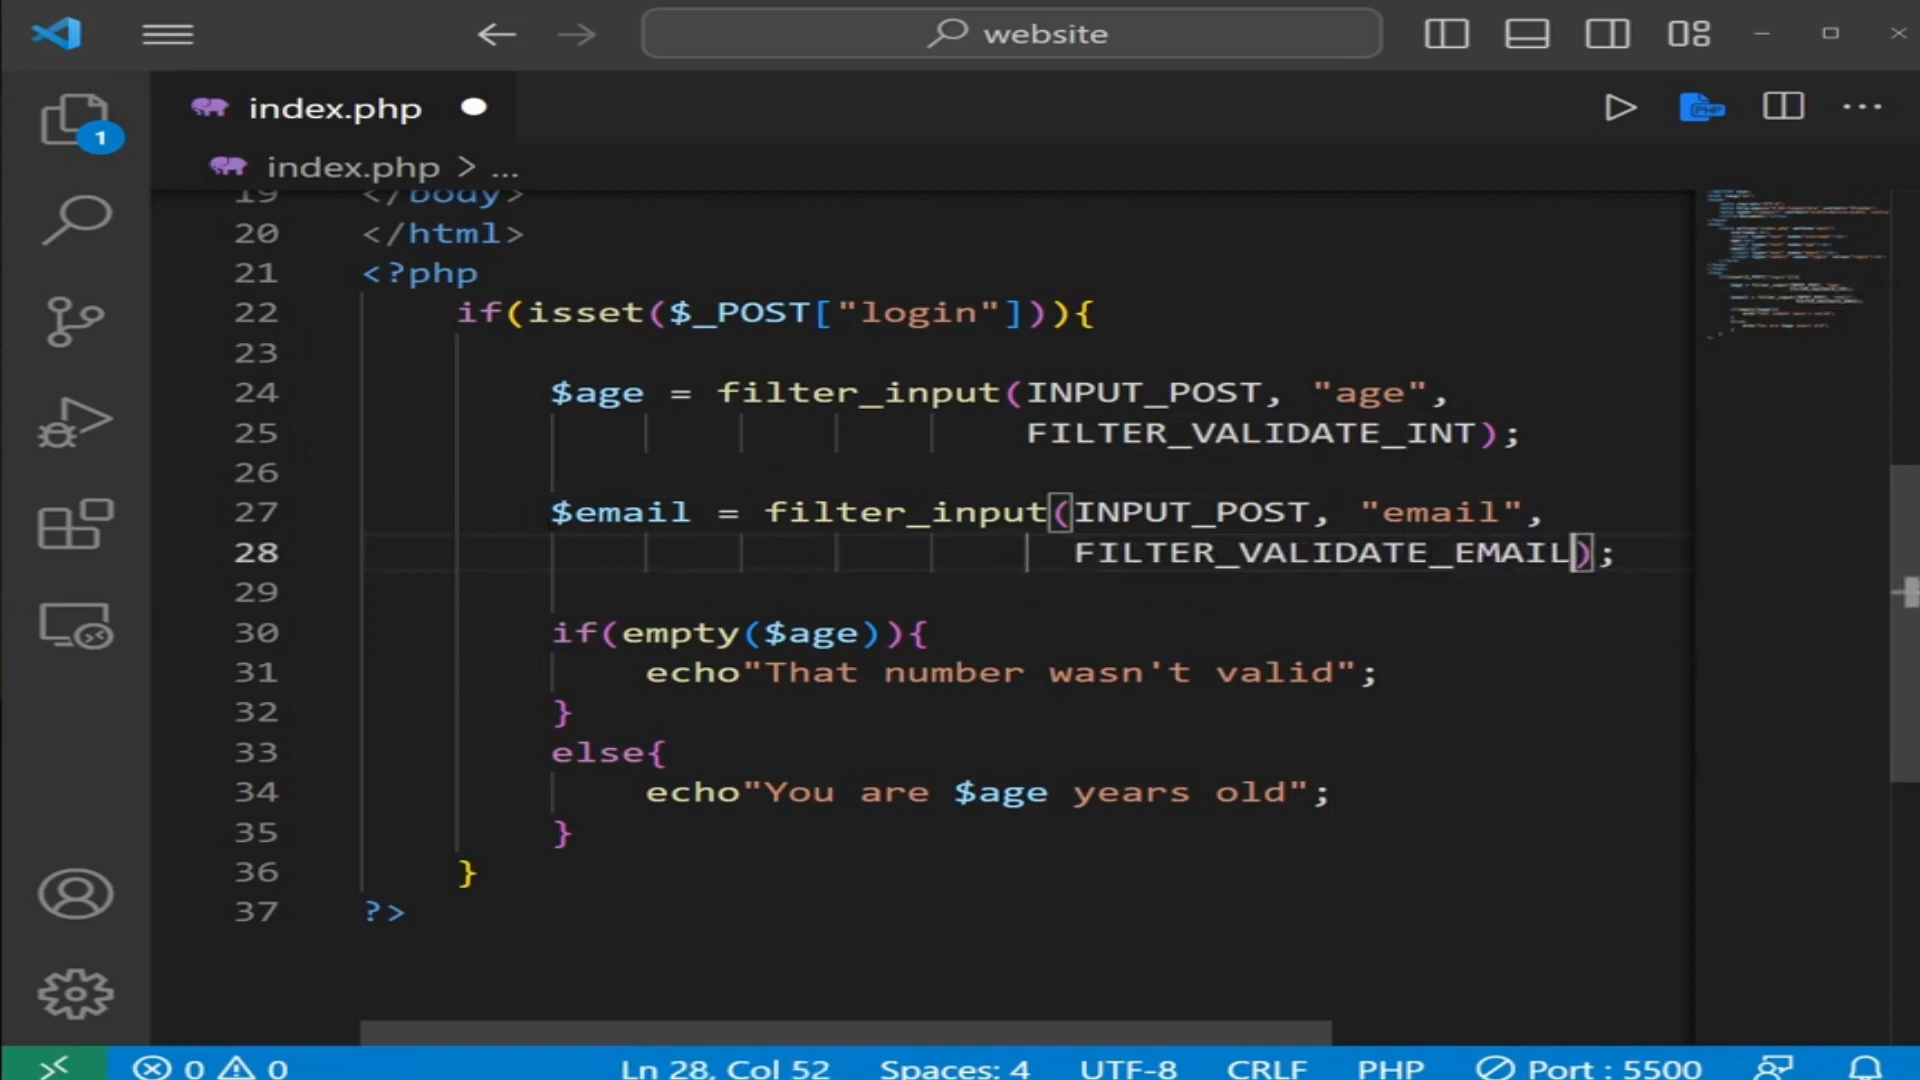 website
index.php
index.php > ...
1
19 </body>
20 </html>
21 <?php
22 if(isset($_POST["login"])){
23
24 $age = filter_input(INPUT_POST, "age",
25 FILTER_VALIDATE_INT);
26
27 $email = filter_input(INPUT_POST, "email",
28 FILTER_VALIDATE_EMAIL);
29
30 if(empty($age)){
31 echo"That number wasn't valid";
32 }
33 else{
34 echo"You are $age years old";
35 }
36 }
37 ?>
0 0 Ln 28, Col 52 Spaces: 4 UTF-8 CRLF PHP Port : 5500